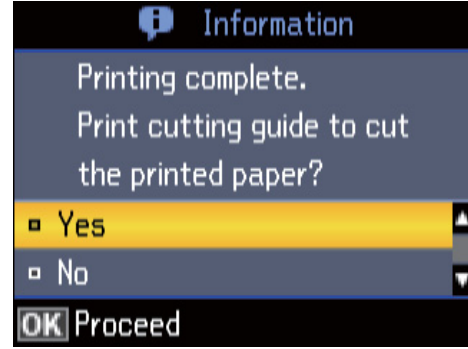 Information
Printing complete.
Print cutting guide to cut
the printed paper?
Yes
No
OK Proceed